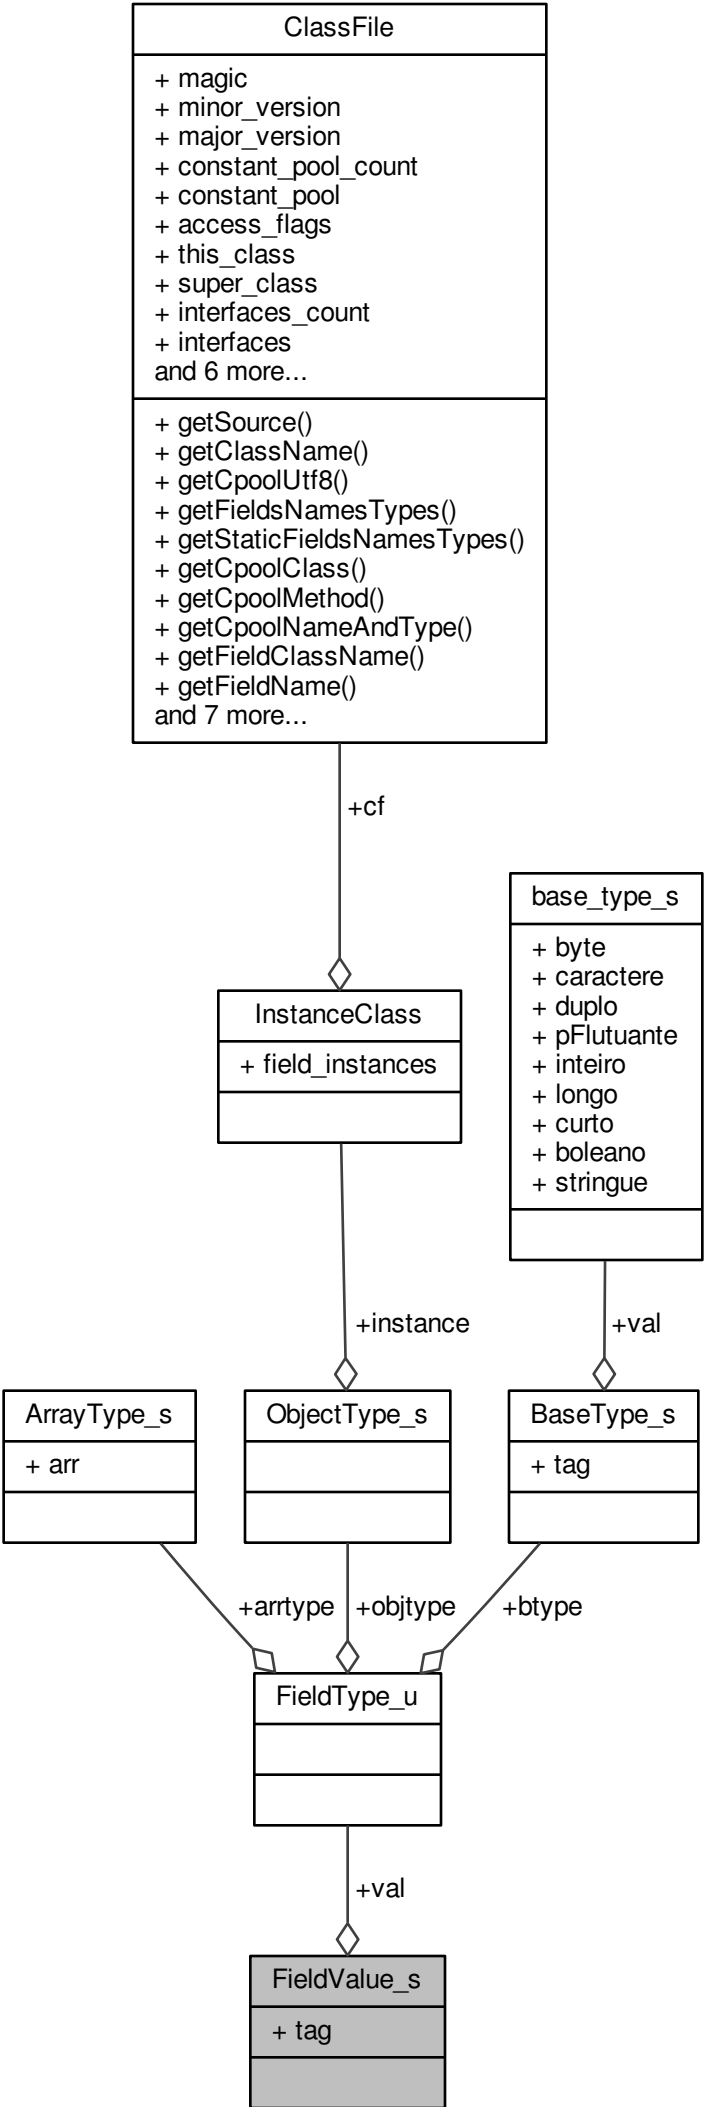 ClassFile
+ magic
+ minor_version
+ major_version
+ constant_pool_count
+ constant_pool
+ access_flags
+ this_class
+ super_class
+ interfaces_count
+ interfaces
and 6 more...
+ getSource()
+ getClassName()
+ getCpoolUtf8()
+ getFieldsNamesTypes()
+ getStaticFieldsNamesTypes()
+ getCpoolClass()
+ getCpoolMethod()
+ getCpoolNameAndType()
+ getFieldClassName()
+ getFieldName()
and 7 more...
+cf
base_type_s
+ byte
+ caractere
+ duplo
+ pFlutuante
+ inteiro
+ longo
+ curto
+ boleano
+ stringue
InstanceClass
+ field_instances
+instance
+val
ArrayType_s
+ arr
ObjectType_s
BaseType_s
+ tag
+arrtype
+objtype
+btype
FieldType_u
+val
FieldValue_s
+ tag